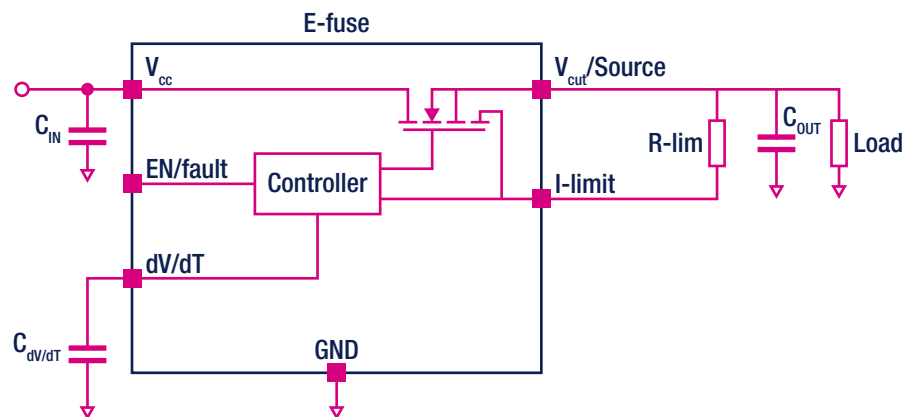 E-fuse
Vcc
Vcut/Source
CIN
COUT
R-lim
Load
EN/fault
Controller
I-limit
dV/dT
CdV/dT
GND